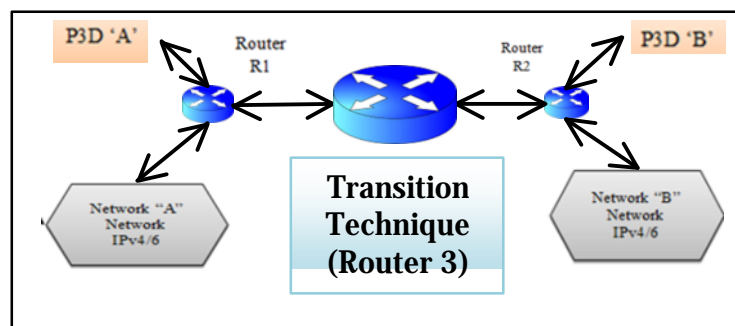 P3D ‘A’
Router
R1
Router
R2
P3D ‘B’
Transition
Technique
(Router 3)
Network “A”
Network
IPv4/6
Network “B”
Network
IPv4/6